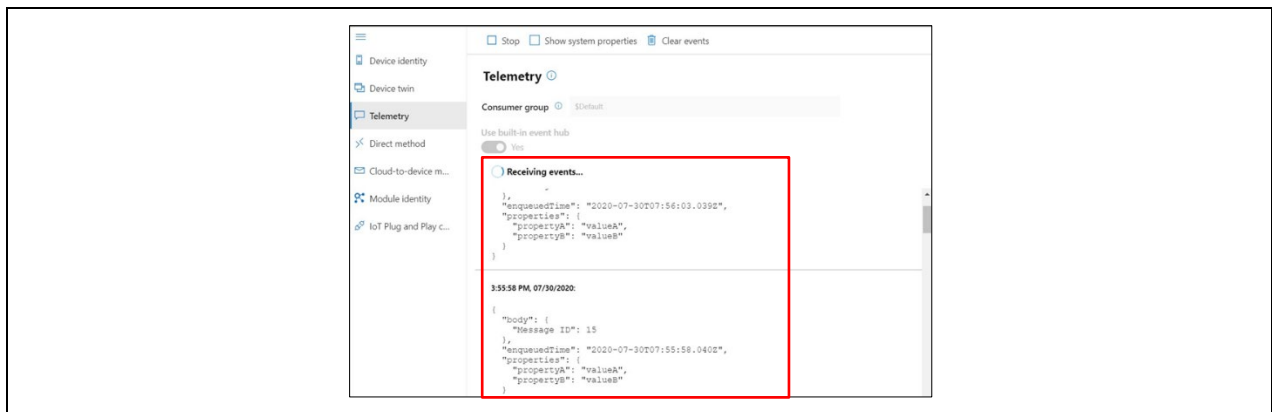 Stop Show system properties Clear events
Device identity
Device twin
Telemetry
Direct method
Cloud-to-device m...
Module identity
IoT Plug and Play c...
Telemetry
Consumer group $Default
Use built-in event hub
Yes
Receiving events...
},
"enqueuedTime": "2020-07-30T07:56:03.039Z",
"properties": {
"propertyA": "valueA",
"propertyB": "valueB"
}
}
3:55:58 PM, 07/30/2020:
{
"body": {
"Message ID": 15
},
"enqueuedTime": "2020-07-30T07:55:58.040Z",
"properties": {
"propertyA": "valueA",
"propertyB": "valueB"
}